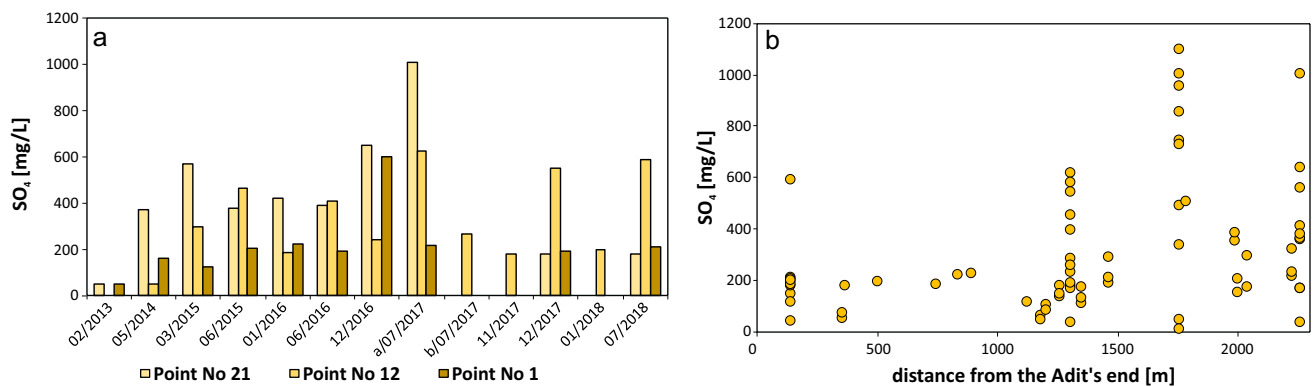 a
1200
1000
800
600
400
200
0
SO₄ [mg/L]
02/2013 05/2014 03/2015 06/2015 01/2016 06/2016 12/2016 a/07/2017 b/07/2017 11/2017 12/2017 01/2018 07/2018
Point No 21 Point No 12 Point No 1
b
1200
1000
800
600
400
200
0
SO₄ [mg/L]
0 500 1000 1500 2000
distance from the Adit's end [m]